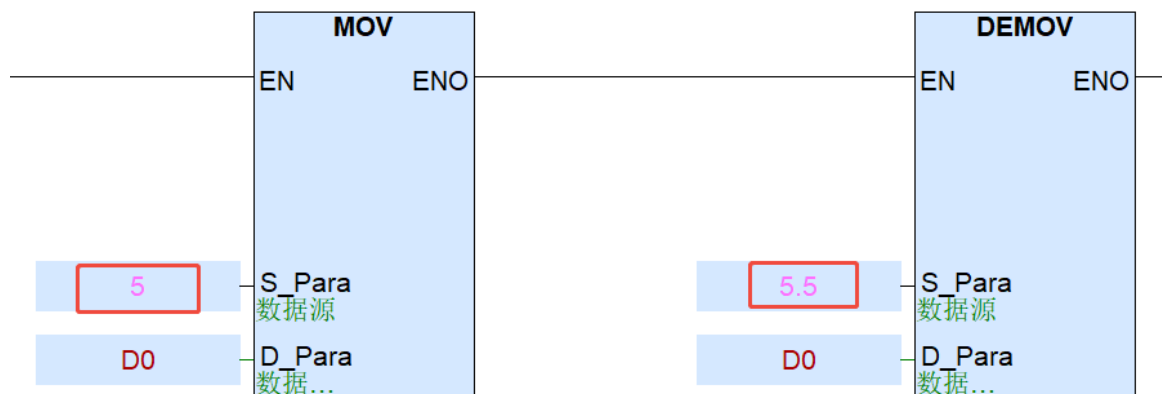 MOV
EN ENO
5 S_Para
数据源
D0 D_Para
数据...
DEMOV
EN ENO
5.5 S_Para
数据源
D0 D_Para
数据...